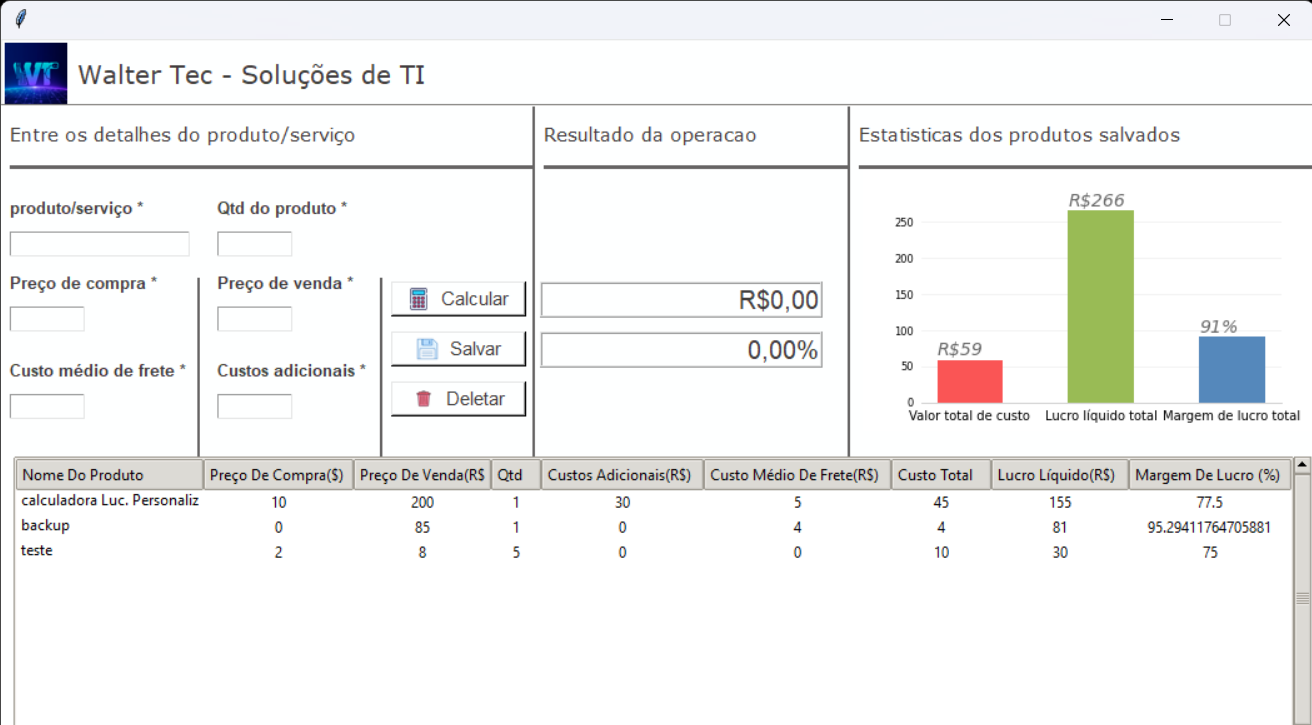 WT
Walter Tec - Soluções de TI
Entre os detalhes do produto/serviço
Resultado da operacao
Estatisticas dos produtos salvados
produto/serviço *
Qtd do produto *
Preço de compra *
Preço de venda *
Custo médio de frete *
Custos adicionais *
Calcular
Salvar
Deletar
R$0,00
0,00%
250
200
150
100
50
0
R$59
R$266
91%
Valor total de custo
Lucro líquido total
Margem de lucro total
Nome Do Produto Preço De Compra($) Preço De Venda(R$ Qtd Custos Adicionais(R$) Custo Médio De Frete(R$) Custo Total Lucro Líquido(R$) Margem De Lucro (%)
calculadora Luc. Personaliz 10 200 1 30 5 45 155 77.5
backup 0 85 1 0 4 4 81 95.29411764705881
teste 2 8 5 0 0 10 30 75